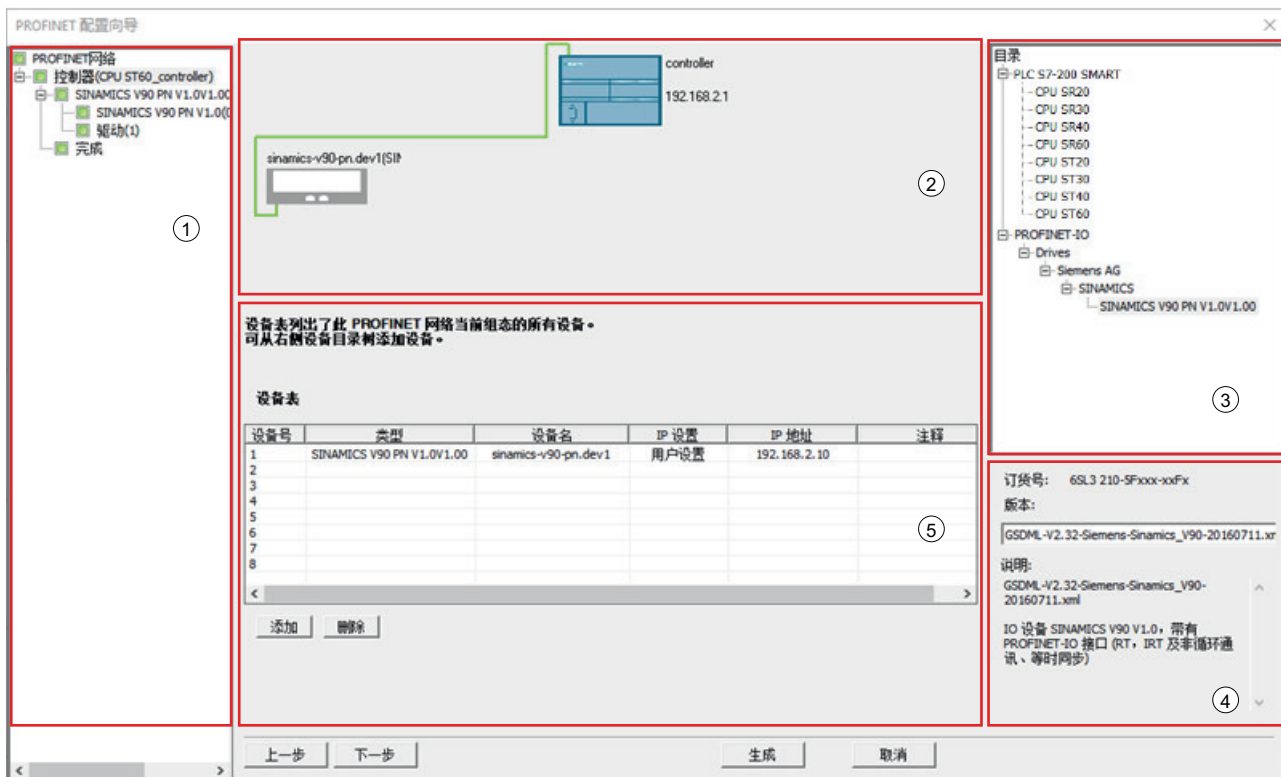 PROFINET 配置向导
PROFINET网络
控制器(CPU ST60_controller)
SINAMICS V90 PN V1.0V1.00
SINAMICS V90 PN V1.0(
驱动(1)
完成
①
controller
192.168.2.1
sinamics-v90-pn.dev1(SIN
②
目录
PLC S7-200 SMART
CPU SR20
CPU SR30
CPU SR40
CPU SR60
CPU ST20
CPU ST30
CPU ST40
CPU ST60
PROFINET-IO
Drives
Siemens AG
SINAMICS
SINAMICS V90 PN V1.0V1.00
③
设备表列出了此 PROFINET 网络当前组态的所有设备。
可从右侧设备目录树添加设备。
设备表
设备号 类型 设备名 IP 设置 IP 地址 注释
1 SINAMICS V90 PN V1.0V1.00 sinamics-v90-pn.dev1 用户设置 192.168.2.10
2
3
4
5
6
7
8
⑤
添加 删除
订货号: 6SL3 210-5Fxxx-xxFx
版本:
GSDML-V2.32-Siemens-Sinamics_V90-20160711.xm
说明:
GSDML-V2.32-Siemens-Sinamics_V90-
20160711.xml
IO 设备 SINAMICS V90 V1.0，带有
PROFINET-IO 接口 (RT，IRT 及非循环通
讯、等时同步)
④
上一步 下一步 生成 取消